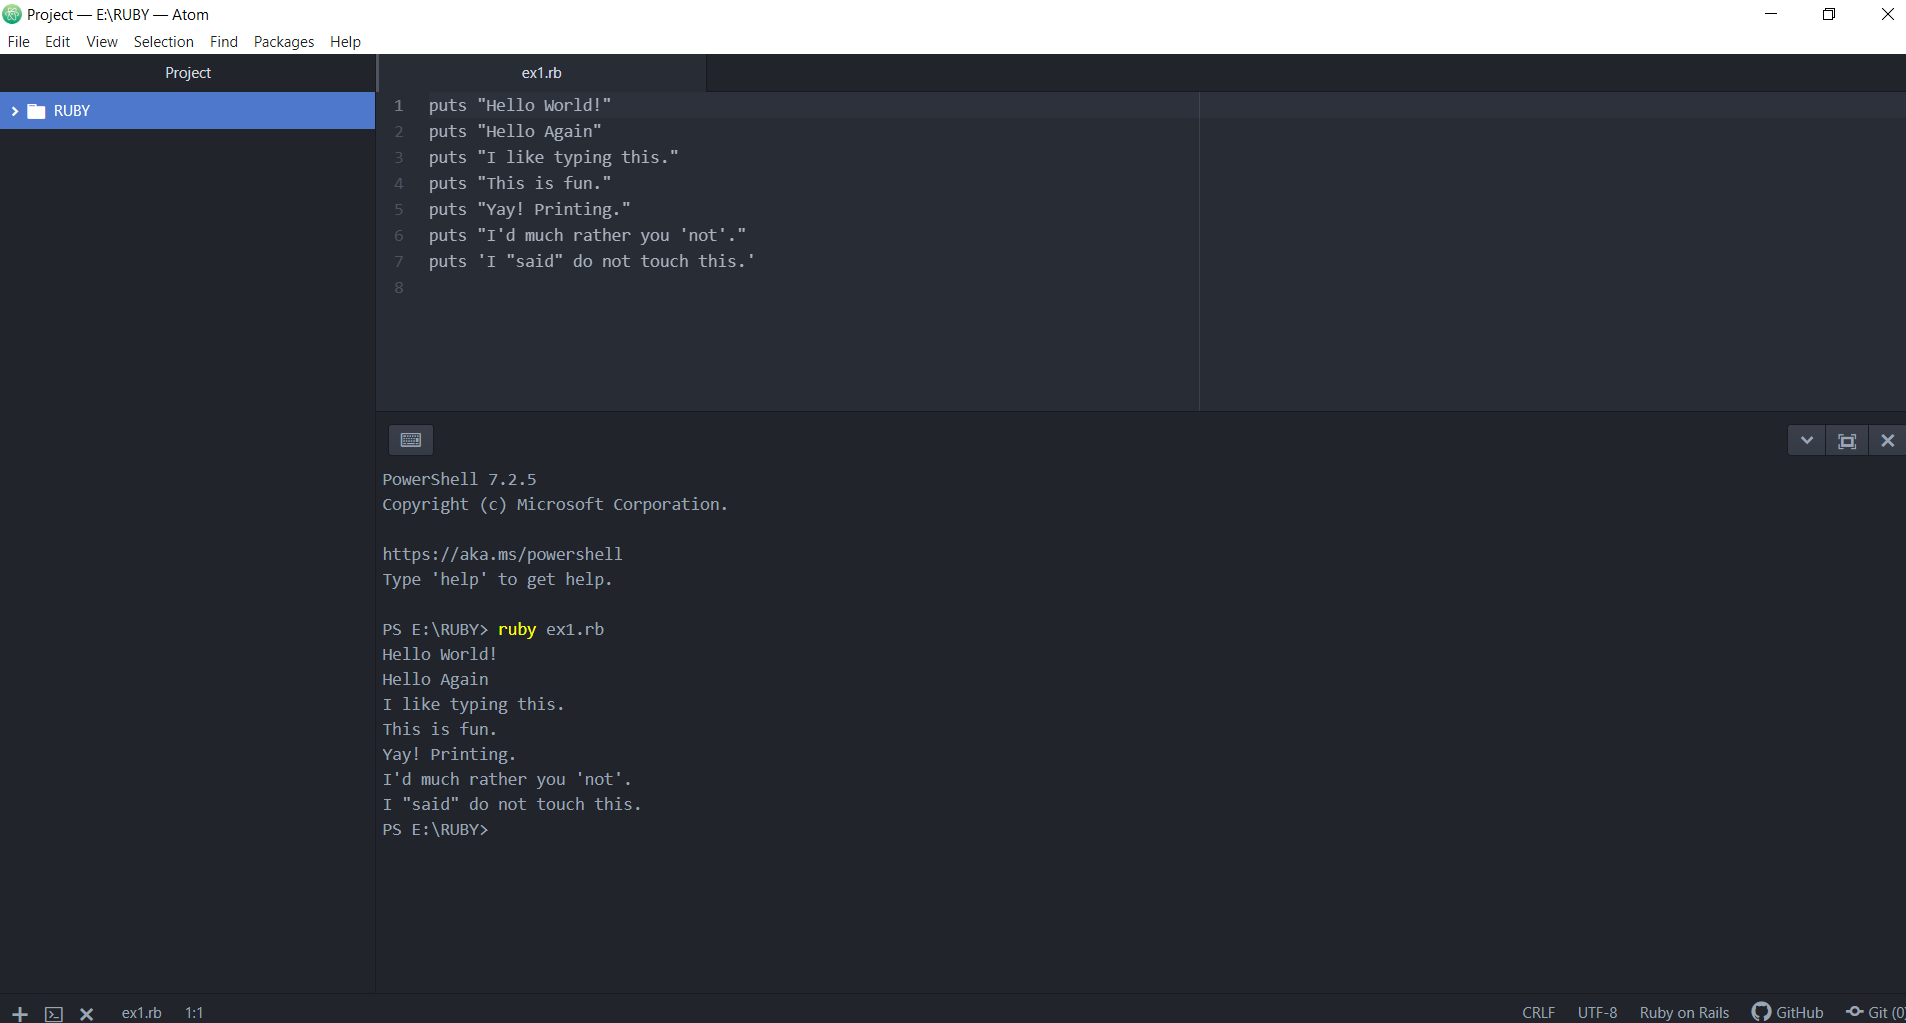 Project — E:\RUBY — Atom
File Edit View Selection Find Packages Help
Project
RUBY
ex1.rb
1 puts "Hello World!"
2 puts "Hello Again"
3 puts "I like typing this."
4 puts "This is fun."
5 puts "Yay! Printing."
6 puts "I'd much rather you 'not'."
7 puts 'I "said" do not touch this.'
8
PowerShell 7.2.5
Copyright (c) Microsoft Corporation.
https://aka.ms/powershell
Type 'help' to get help.
PS E:\RUBY> ruby ex1.rb
Hello World!
Hello Again
I like typing this.
This is fun.
Yay! Printing.
I'd much rather you 'not'.
I "said" do not touch this.
PS E:\RUBY>
ex1.rb 1:1 CRLF UTF-8 Ruby on Rails GitHub Git (0)